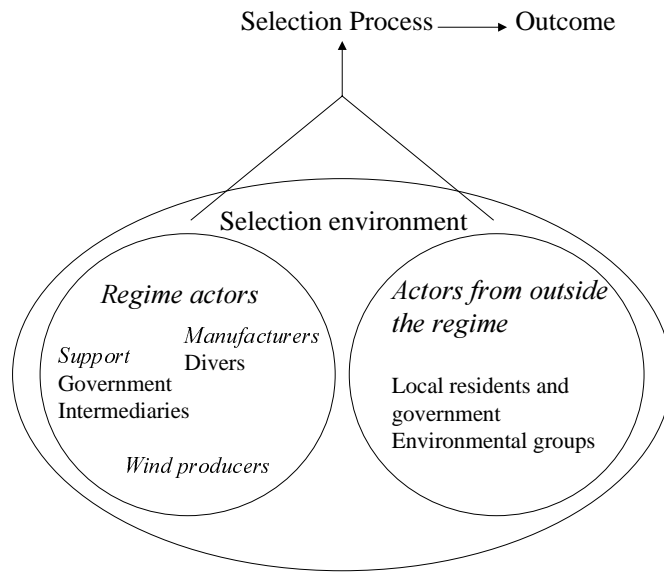 Selection Process Outcome
Selection environment
Regime actors
Manufacturers
Divers
Support
Government
Intermediaries
Wind producers
Actors from outside
the regime
Local residents and
government
Environmental groups